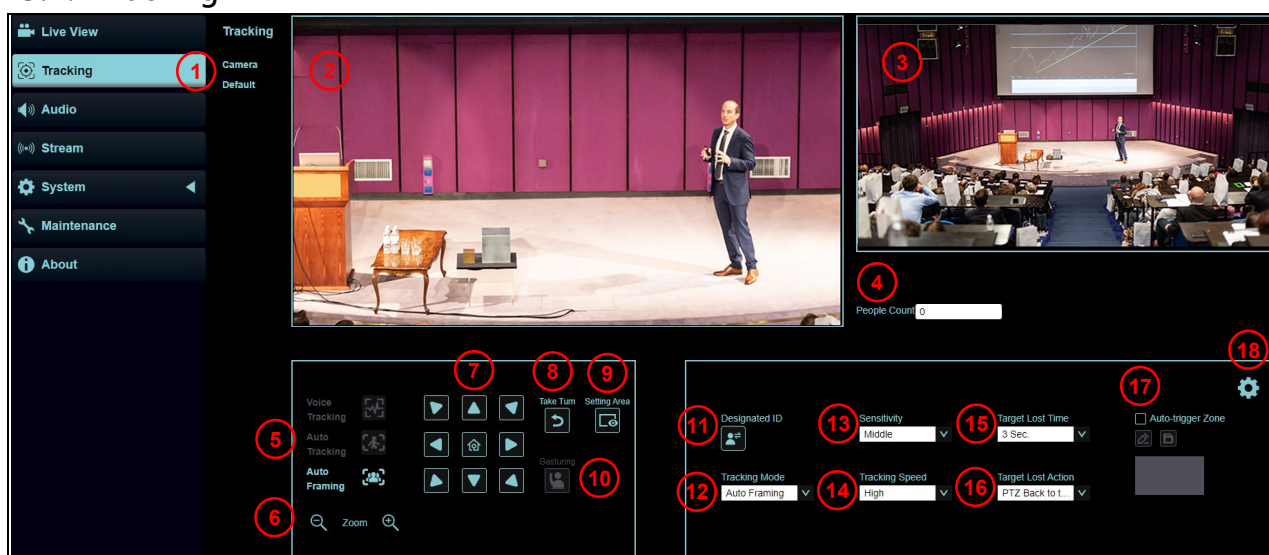 Live View
Tracking
Audio
Stream
System
Maintenance
About
1
Tracking
Camera
Default
2
3
4
People Count 0
5
Voice
Tracking
Auto
Tracking
Auto
Framing
6
Zoom
7
8
Take Turn
9
Setting Area
Gesturing
10
11
Designated ID
12
Tracking Mode
Auto Framing
13
Sensitivity
Middle
14
Tracking Speed
High
15
Target Lost Time
3 Sec.
16
Target Lost Action
PTZ Back to t...
17
Auto-trigger Zone
18